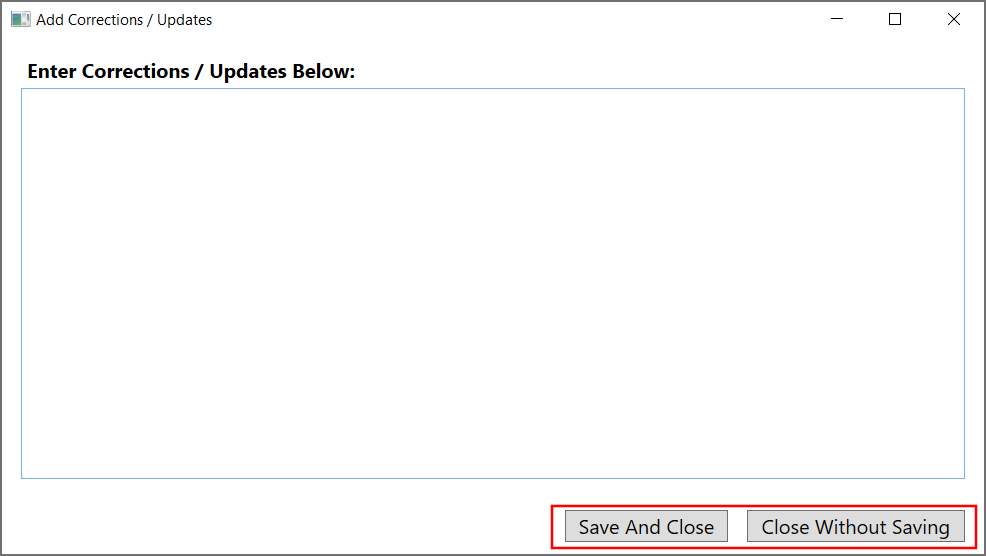 Add Corrections / Updates
Enter Corrections / Updates Below:
Save And Close Close Without Saving